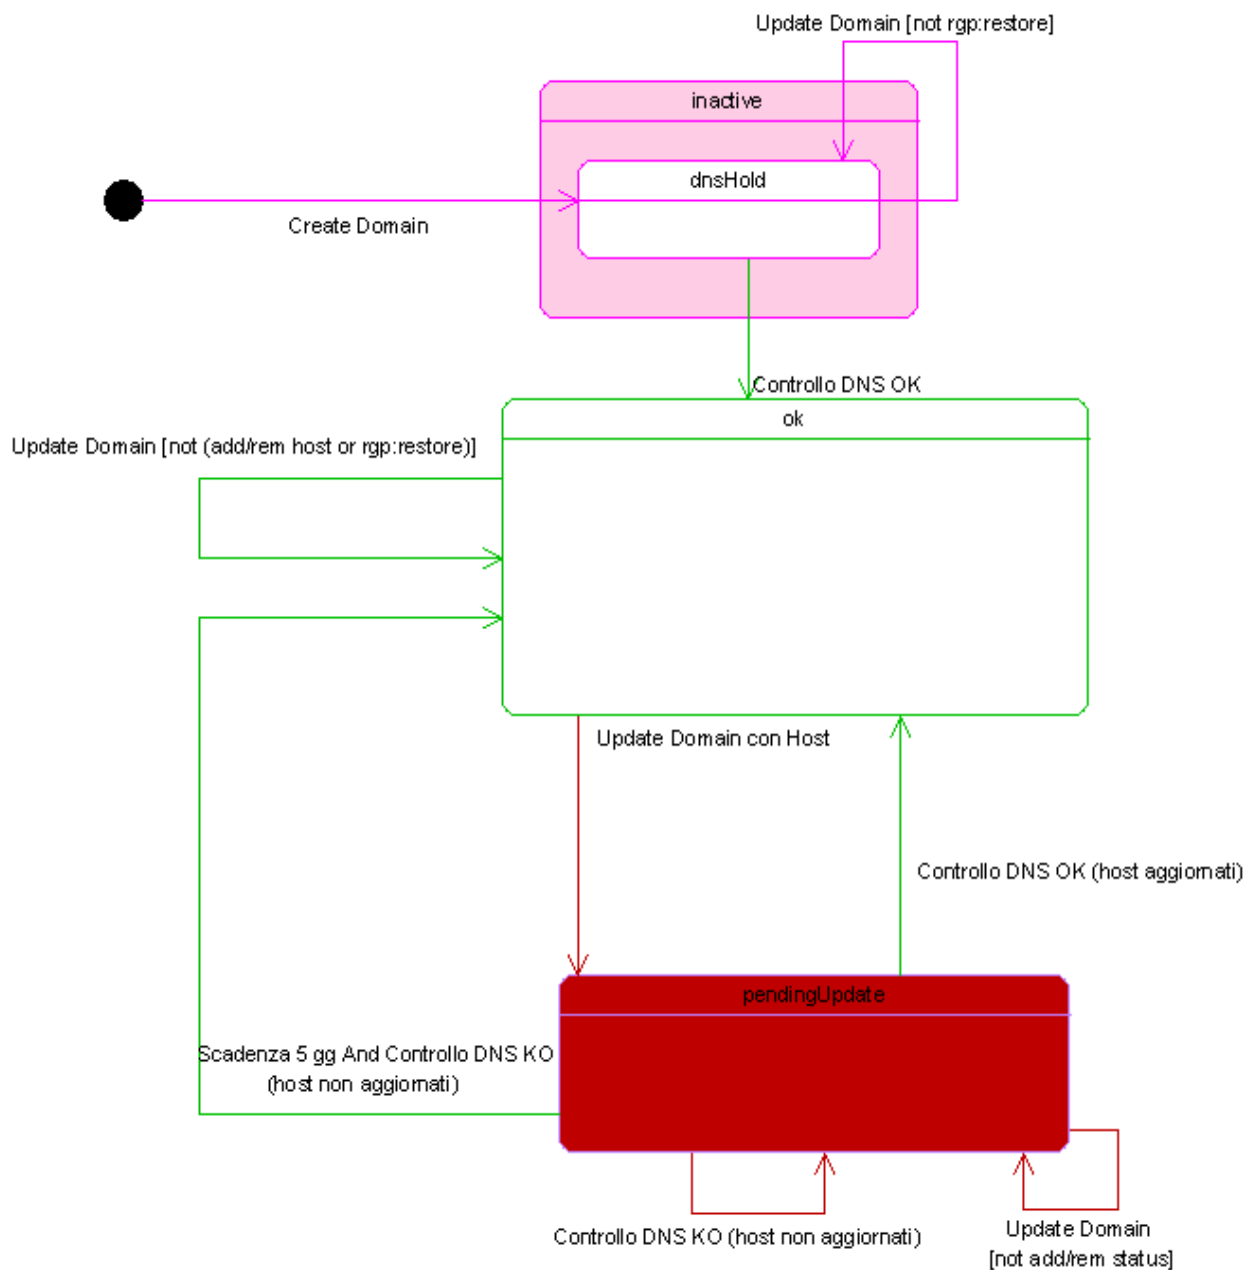 Update Domain [not rgp:restore]
inactive
dnsHold
Create Domain
Controllo DNS OK
ok
Update Domain [not (add/rem host or rgp:restore)]
Update Domain con Host
Controllo DNS OK (host aggiornati)
pendingUpdate
Scadenza 5 gg And Controllo DNS KO
(host non aggiornati)
Controllo DNS KO (host non aggiornati)
Update Domain
[not add/rem status]